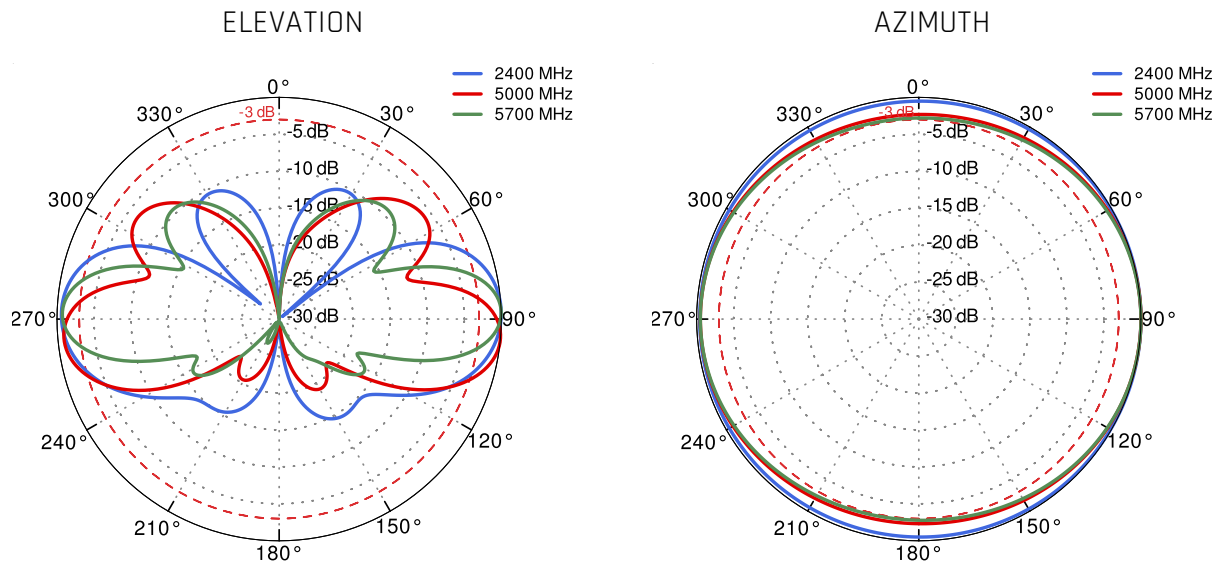 ELEVATION
2400 MHz
5000 MHz
5700 MHz
0°
330°
30°
-3 dB
-5 dB
-10 dB
300°
60°
-15 dB
-20 dB
-25 dB
270°
-30 dB
90°
240°
120°
210°
150°
180°
AZIMUTH
2400 MHz
5000 MHz
5700 MHz
0°
330°
30°
-3 dB
-5 dB
-10 dB
300°
60°
-15 dB
-20 dB
-25 dB
270°
-30 dB
90°
240°
120°
210°
150°
180°